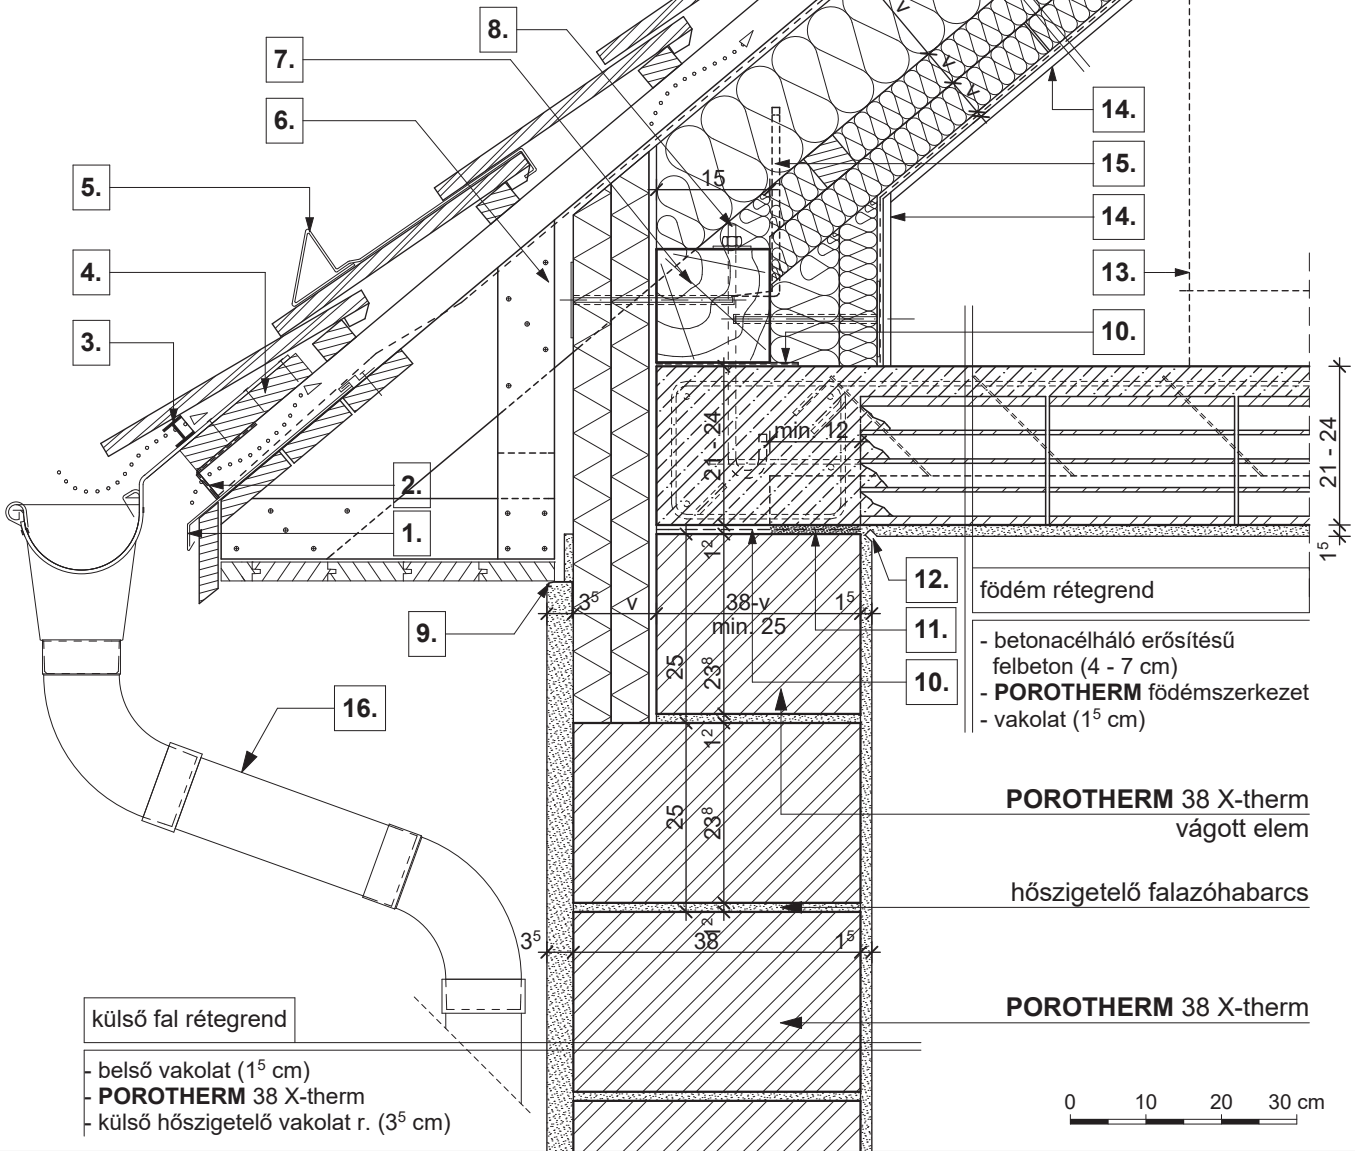 8.
7.
6.
5.
4.
3.
2.
1.
14.
15.
14.
13.
10.
12.
11.
10.
9.
16.
15
v
v
v
min. 12
21 - 24
21 - 24
1⁵
1²
3⁵
v
38-v
min. 25
1⁵
25
23⁸
1²
25
23⁸
1²
3⁵
38
1⁵
födém rétegrend
- betonacélháló erősítésű
felbeton (4 - 7 cm)
- POROTHERM födémszerkezet
- vakolat (1⁵ cm)
POROTHERM 38 X-therm
vágott elem
hőszigetelő falazóhabarcs
POROTHERM 38 X-therm
külső fal rétegrend
- belső vakolat (1⁵ cm)
- POROTHERM 38 X-therm
- külső hőszigetelő vakolat r. (3⁵ cm)
0 10 20 30 cm